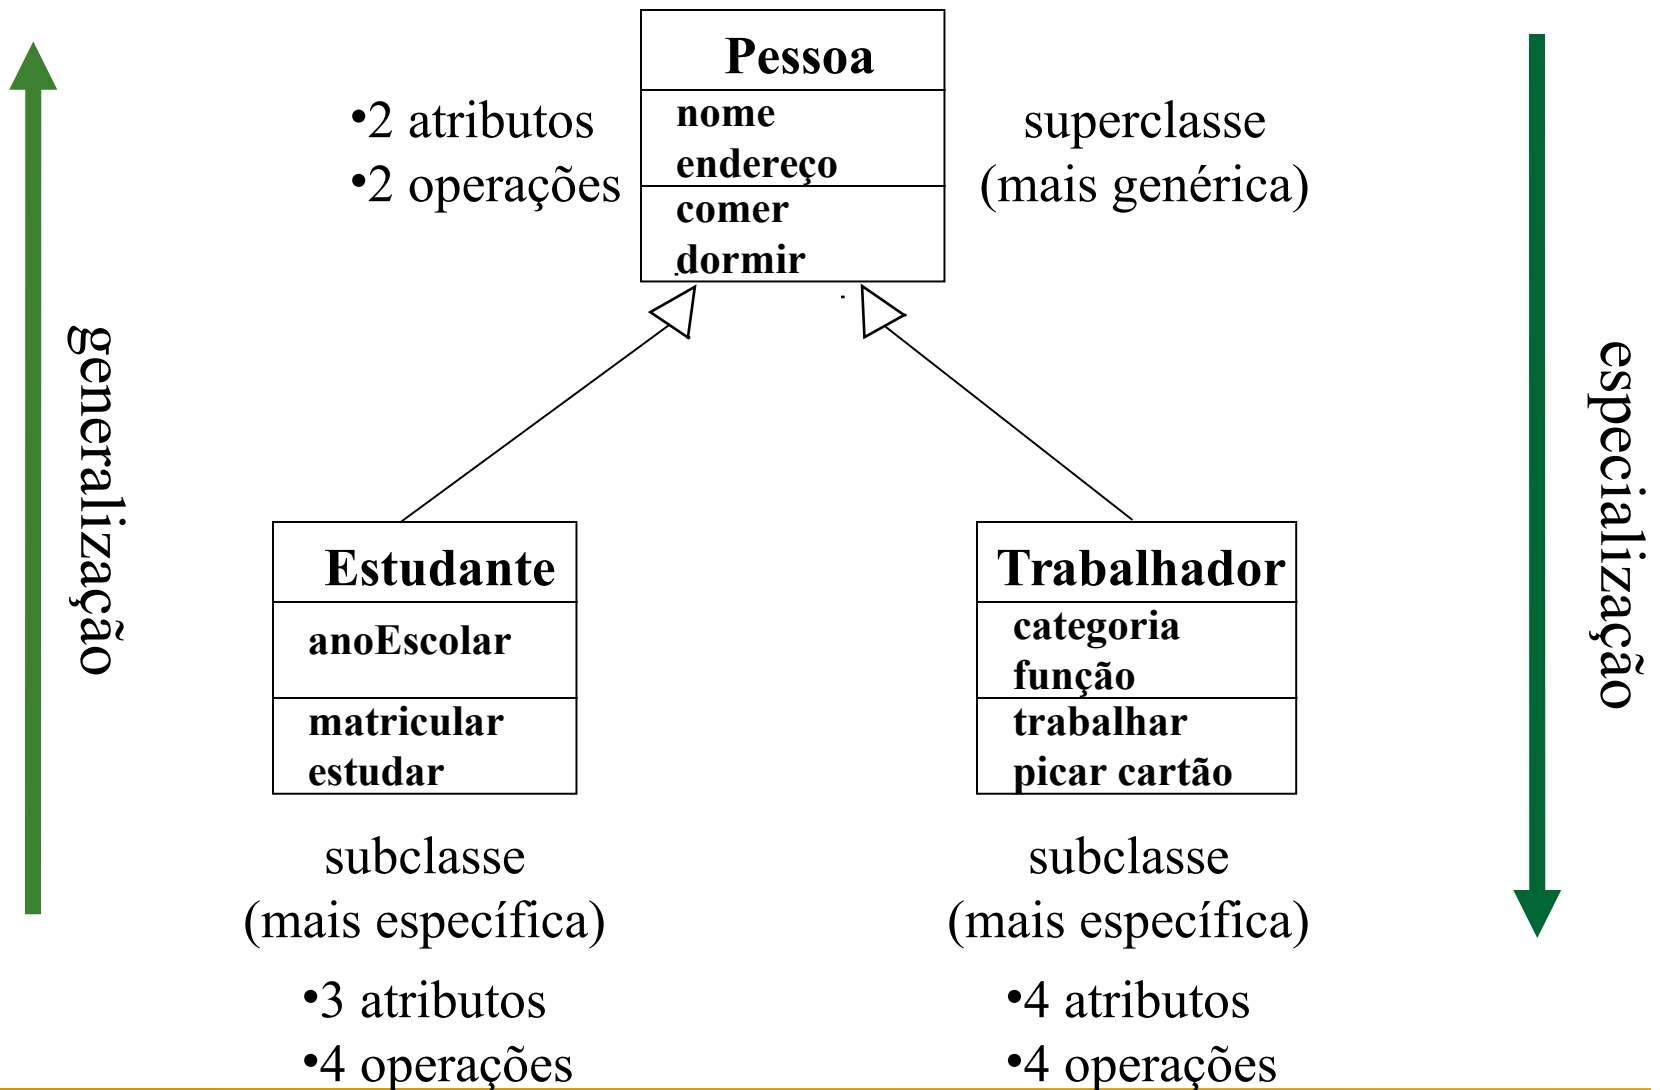 Pessoa
•2 atributos
•2 operações
nome
endereço
comer
dormir
superclasse
(mais genérica)
generalização
especialização
Estudante
anoEscolar
matricular
estudar
Trabalhador
categoria
função
trabalhar
picar cartão
subclasse
(mais específica)
•3 atributos
•4 operações
subclasse
(mais específica)
•4 atributos
•4 operações